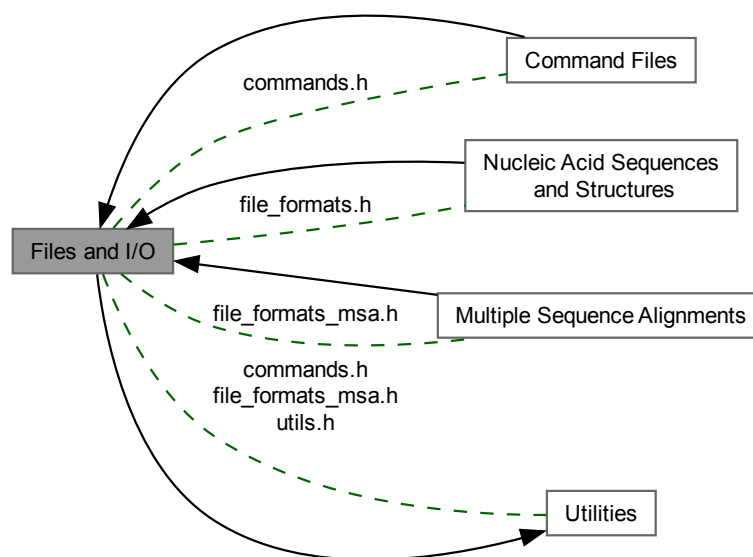 Command Files
commands.h
Nucleic Acid Sequences
and Structures
file_formats.h
Files and I/O
Multiple Sequence Alignments
file_formats_msa.h
commands.h
file_formats_msa.h
utils.h
Utilities